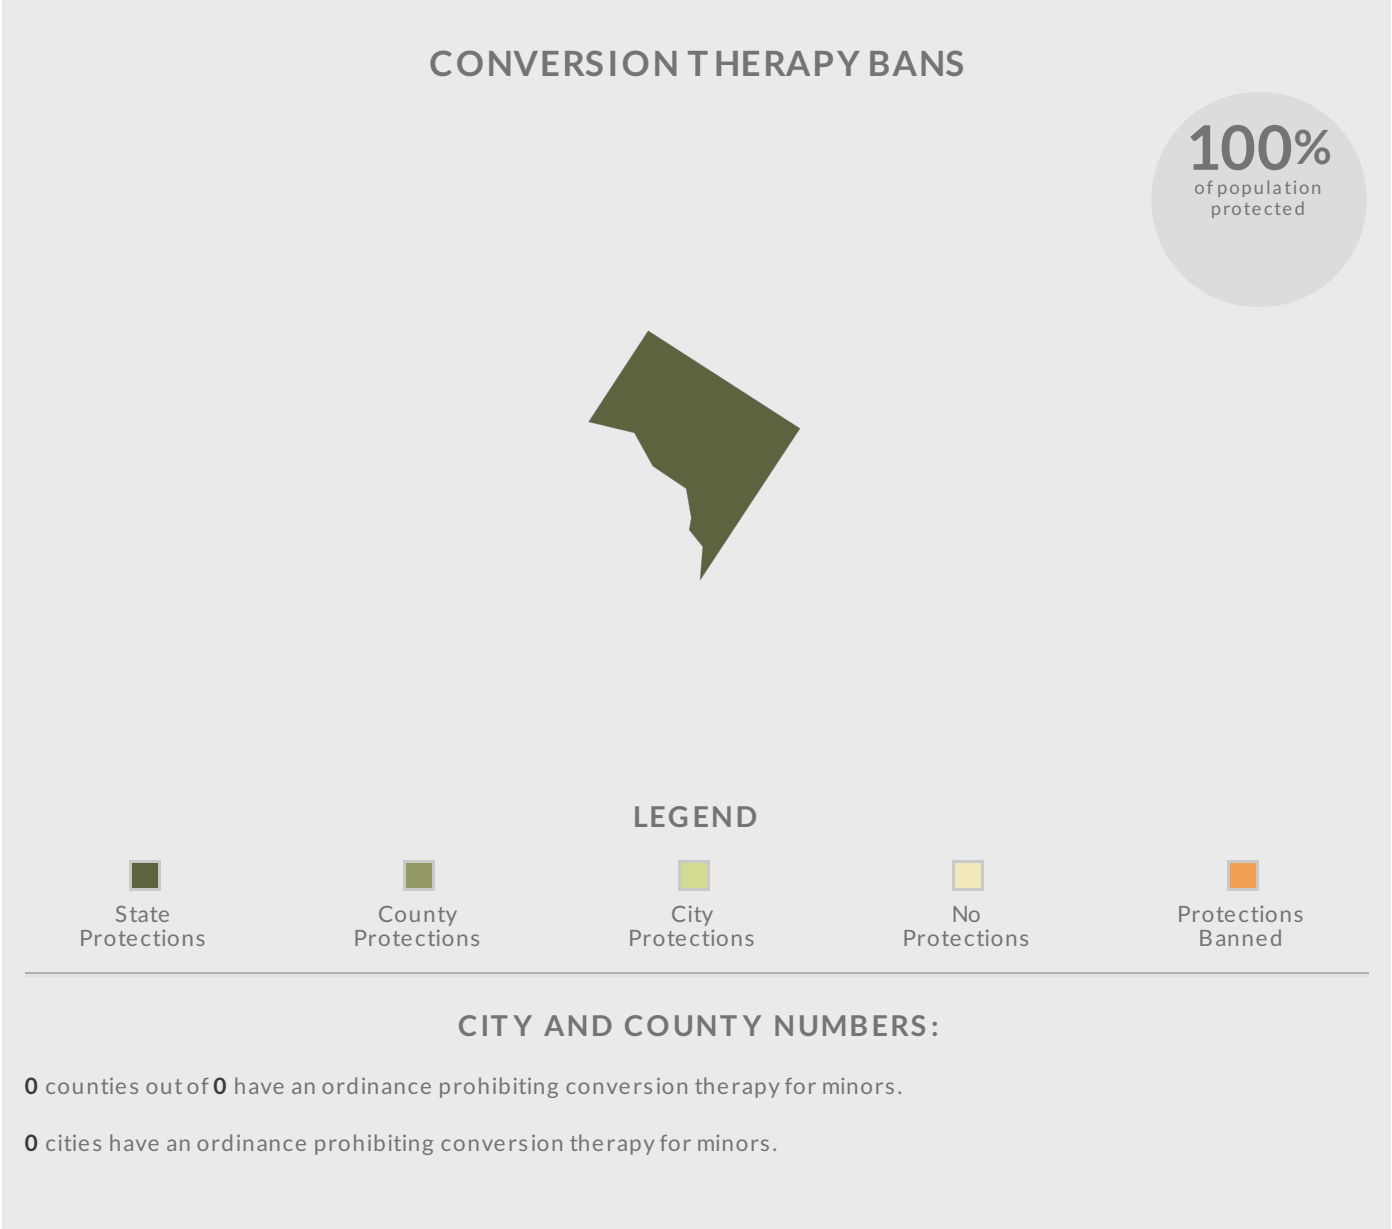 CONVERSION THERAPY BANS
100%
of population
protected
LEGEND
State
Protections
County
Protections
City
Protections
No
Protections
Protections
Banned
CITY AND COUNTY NUMBERS:
0 counties out of 0 have an ordinance prohibiting conversion therapy for minors.
0 cities have an ordinance prohibiting conversion therapy for minors.